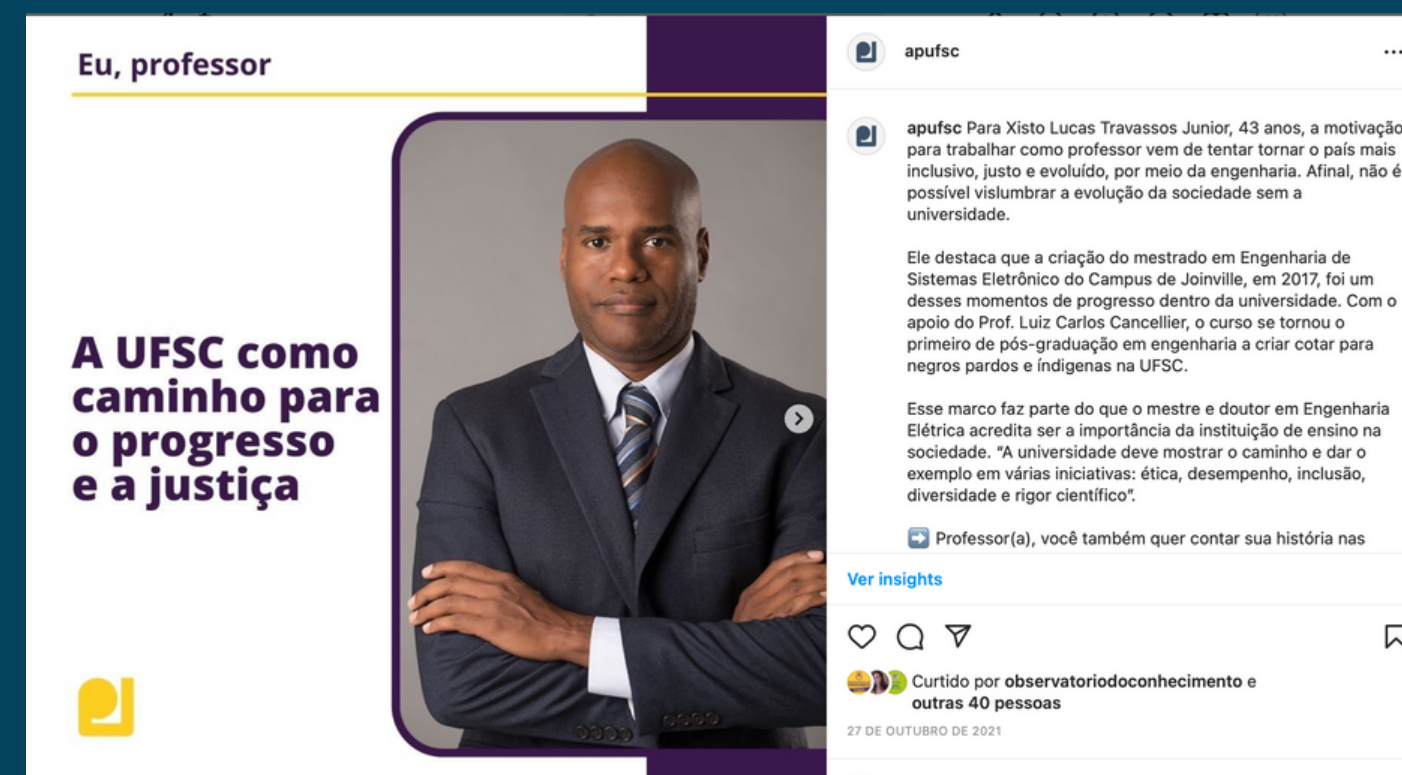 Eu, professor
A UFSC como
caminho para
o progresso
e a justiça
apufsc
apufsc Para Xisto Lucas Travassos Junior, 43 anos, a motivação
para trabalhar como professor vem de tentar tornar o país mais
inclusivo, justo e evoluído, por meio da engenharia. Afinal, não é
possível vislumbrar a evolução da sociedade sem a
universidade.
Ele destaca que a criação do mestrado em Engenharia de
Sistemas Eletrônico do Campus de Joinville, em 2017, foi um
desses momentos de progresso dentro da universidade. Com o
apoio do Prof. Luiz Carlos Cancellier, o curso se tornou o
primeiro de pós-graduação em engenharia a criar cotar para
negros pardos e índigenas na UFSC.
Esse marco faz parte do que o mestre e doutor em Engenharia
Elétrica acredita ser a importância da instituição de ensino na
sociedade. “A universidade deve mostrar o caminho e dar o
exemplo em várias iniciativas: ética, desempenho, inclusão,
diversidade e rigor científico”.
➡️ Professor(a), você também quer contar sua história nas
Ver insights
Curtido por observatoriodoconhecimento e
outras 40 pessoas
27 DE OUTUBRO DE 2021